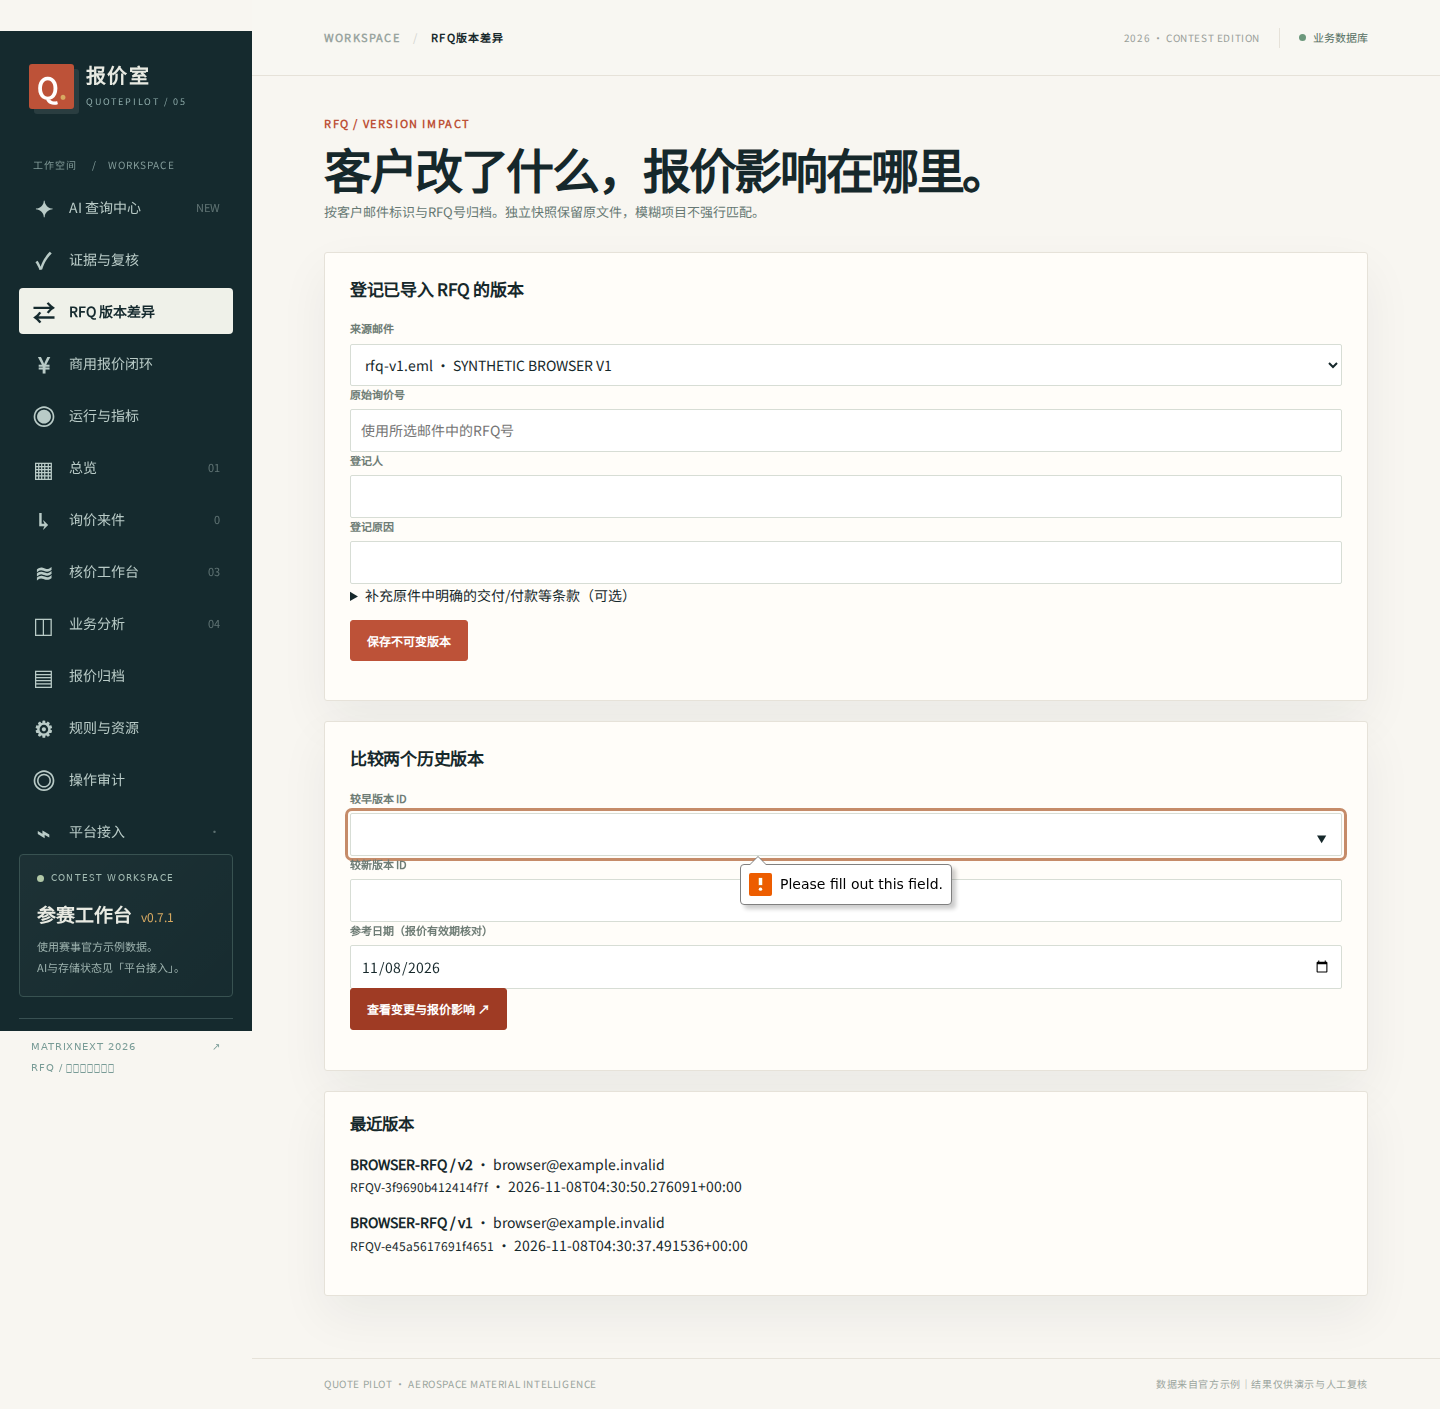 Q.
报价室
QUOTEPILOT / 05
工作空间 / WORKSPACE
AI 查询中心 NEW
证据与复核
RFQ 版本差异
商用报价闭环
运行与指标
总览 01
询价来件 0
核价工作台 03
业务分析 04
报价归档
规则与资源
操作审计
平台接入 -
CONTEST WORKSPACE
参赛工作台 v0.7.1
使用赛事官方示例数据。
AI与存储状态见「平台接入」。
MATRIXNEXT 2026 ↗
RFQ /
WORKSPACE / RFQ版本差异
2026 · CONTEST EDITION
业务数据库
RFQ / VERSION IMPACT
客户改了什么，报价影响在哪里。
按客户邮件标识与RFQ号归档。独立快照保留原文件，模糊项目不强行匹配。
登记已导入 RFQ 的版本
来源邮件
rfq-v1.eml · SYNTHETIC BROWSER V1
原始询价号
使用所选邮件中的RFQ号
登记人
登记原因
补充原件中明确的交付/付款等条款（可选）
保存不可变版本
比较两个历史版本
较早版本 ID
较新版本 ID
Please fill out this field.
参考日期（报价有效期核对）
11/08/2026
查看变更与报价影响 ↗
最近版本
BROWSER-RFQ / v2 · browser@example.invalid
RFQV-3f9690b412414f7f · 2026-11-08T04:30:50.276091+00:00
BROWSER-RFQ / v1 · browser@example.invalid
RFQV-e45a5617691f4651 · 2026-11-08T04:30:37.491536+00:00
QUOTE PILOT · AEROSPACE MATERIAL INTELLIGENCE
数据来自官方示例｜结果仅供演示与人工复核